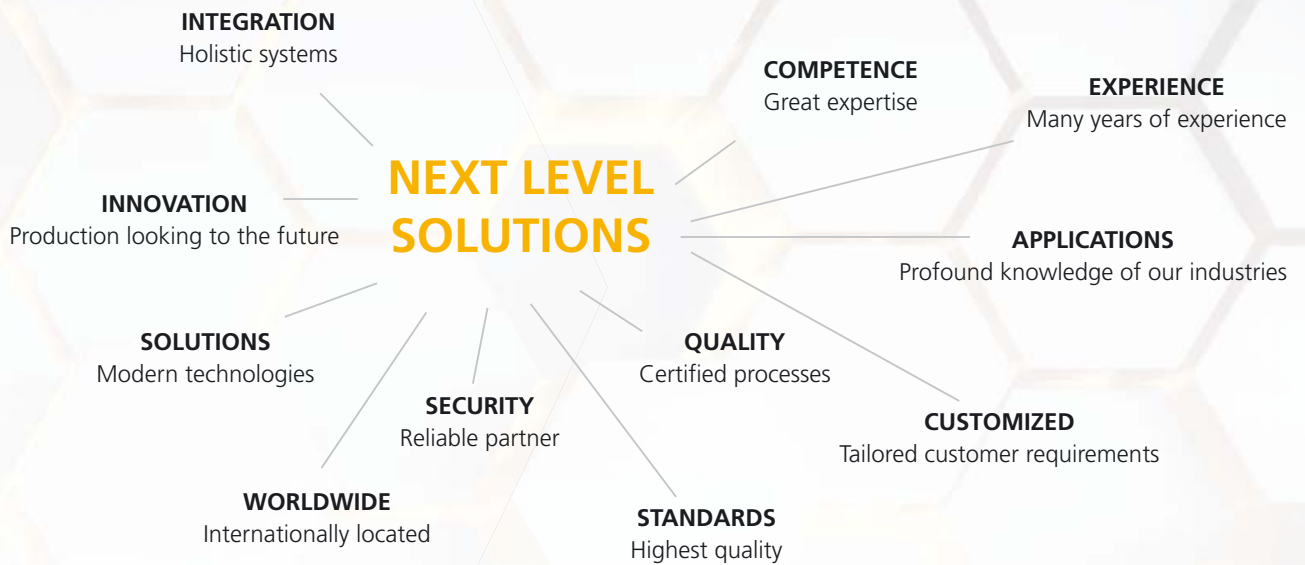 INTEGRATION
Holistic systems
COMPETENCE
Great expertise
EXPERIENCE
Many years of experience
NEXT LEVEL
SOLUTIONS
INNOVATION
Production looking to the future
APPLICATIONS
Profound knowledge of our industries
SOLUTIONS
Modern technologies
QUALITY
Certified processes
SECURITY
Reliable partner
CUSTOMIZED
Tailored customer requirements
WORLDWIDE
Internationally located
STANDARDS
Highest quality